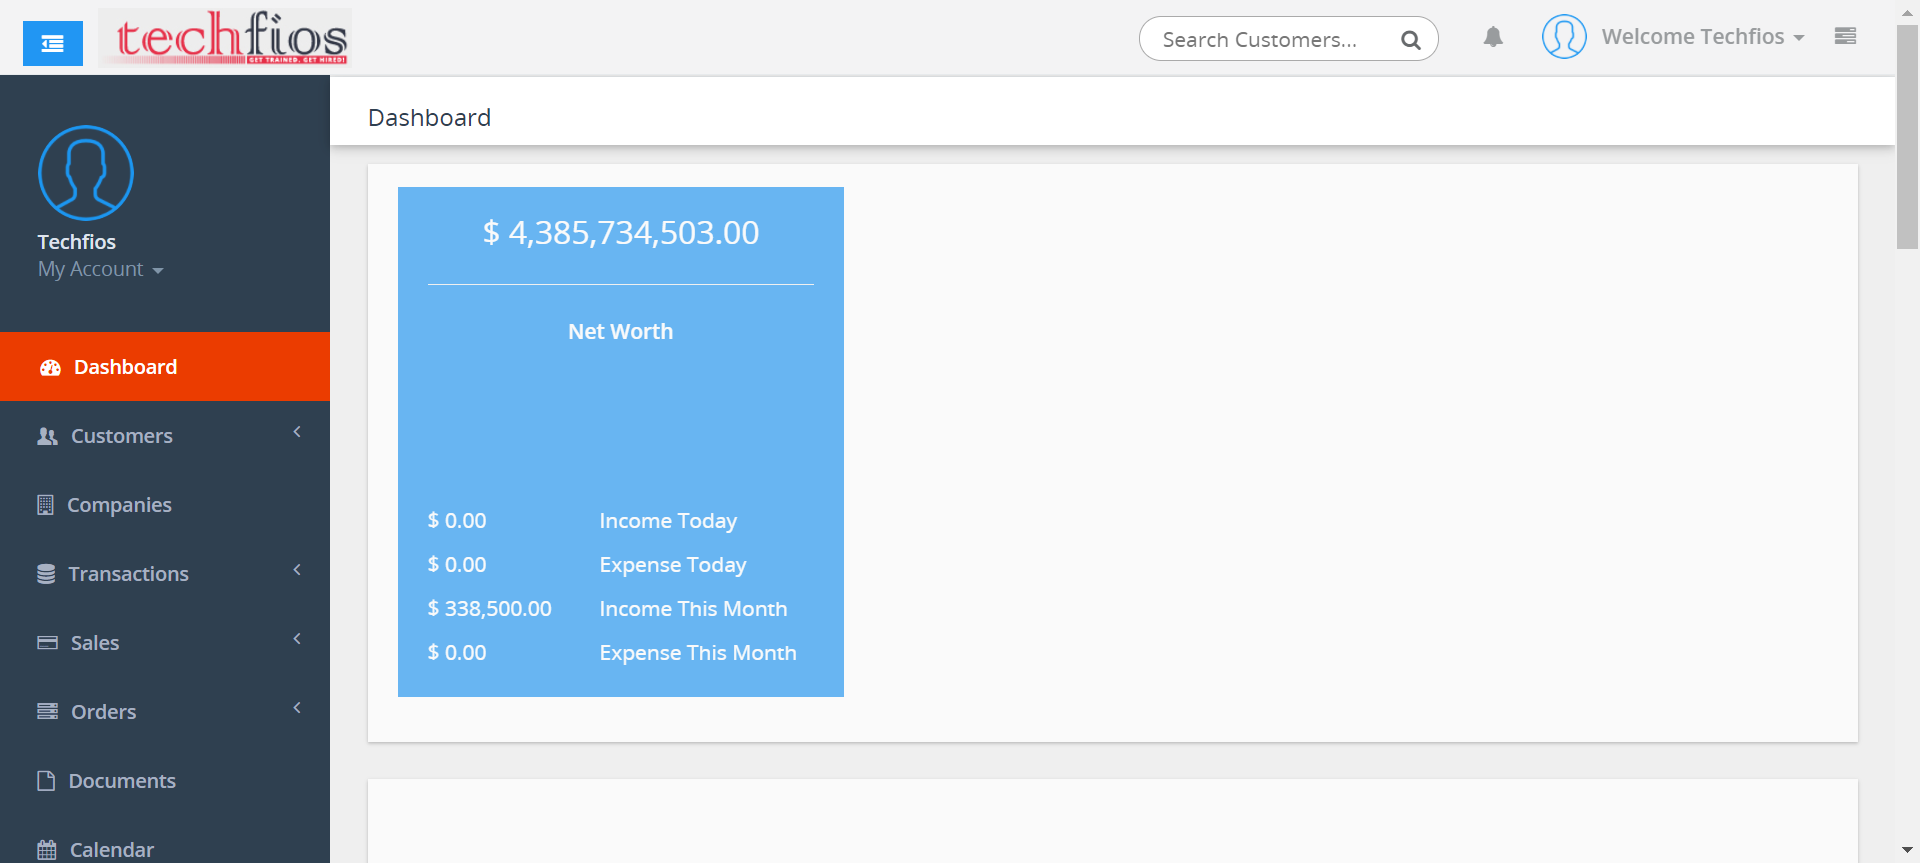 techfios
GET TRAINED. GET HIRED!
Search Customers...
Welcome Techfios
Techfios
My Account
Dashboard
Customers
Companies
Transactions
Sales
Orders
Documents
Calendar
Dashboard
$ 4,385,734,503.00
Net Worth
$ 0.00 Income Today
$ 0.00 Expense Today
$ 338,500.00 Income This Month
$ 0.00 Expense This Month